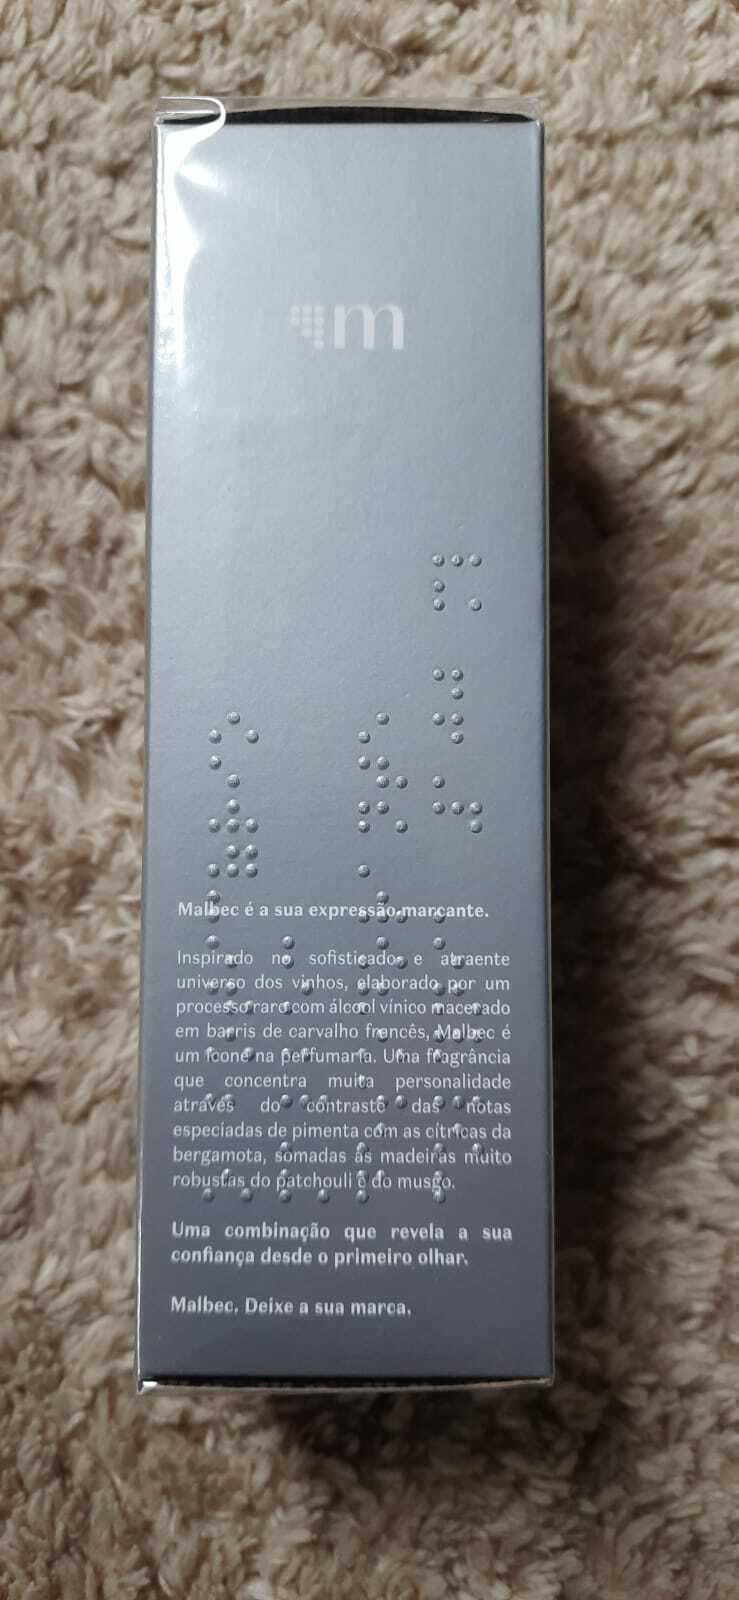 m
Malbec é a sua expressão marcante.
Inspirado no sofisticado e atraente
universo dos vinhos, elaborado por um
processo raro com álcool vínico macerado
em barris de carvalho francês, Malbec é
um ícone na perfumaria. Uma fragrância
que concentra muita personalidade
através do contraste das notas
especiadas de pimenta com as cítricas da
bergamota, somadas às madeiras muito
robustas do patchouli e do musgo.
Uma combinação que revela a sua
confiança desde o primeiro olhar.
Malbec. Deixe a sua marca.